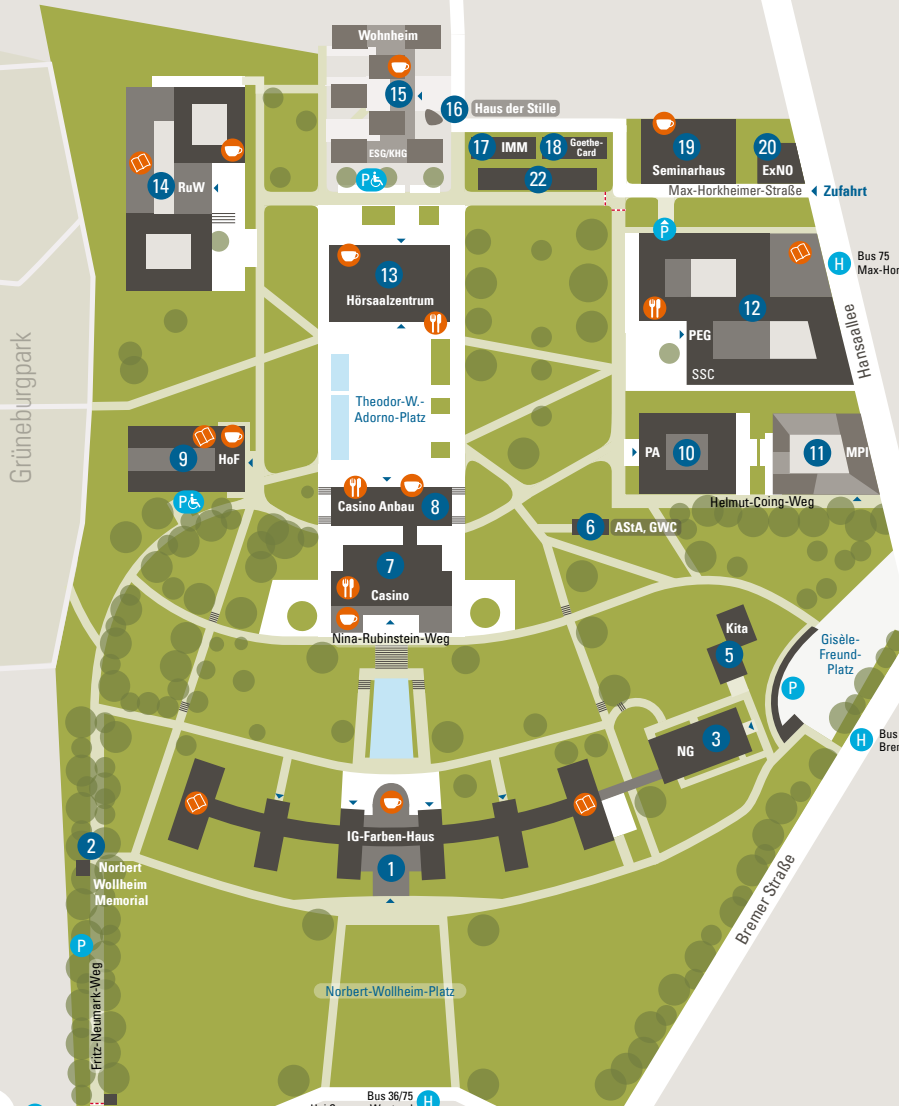 Wohnheim
15
16
Haus der Stille
ESG/KHG
P
17
IMM
18
Goethe-
Card
22
19
Seminarhaus
20
ExNO
Max-Horkheimer-Straße
Zufahrt
14
RuW
13
Hörsaalzentrum
P
H
Bus 75
12
PEG
SSC
Hansaallee
Grüneburgpark
Theodor-W.-
Adorno-Platz
9
HoF
P
PA
10
11
MPI
Helmut-Coing-Weg
Casino Anbau
8
6
AStA, GWC
7
Casino
Nina-Rubinstein-Weg
Kita
5
Gisèle-
Freund-
Platz
P
NG
3
H
Bus
IG-Farben-Haus
1
2
Norbert
Wollheim
Memorial
P
Fritz-Neumark-Weg
Bremer Straße
Norbert-Wollheim-Platz
Bus 36/75
H